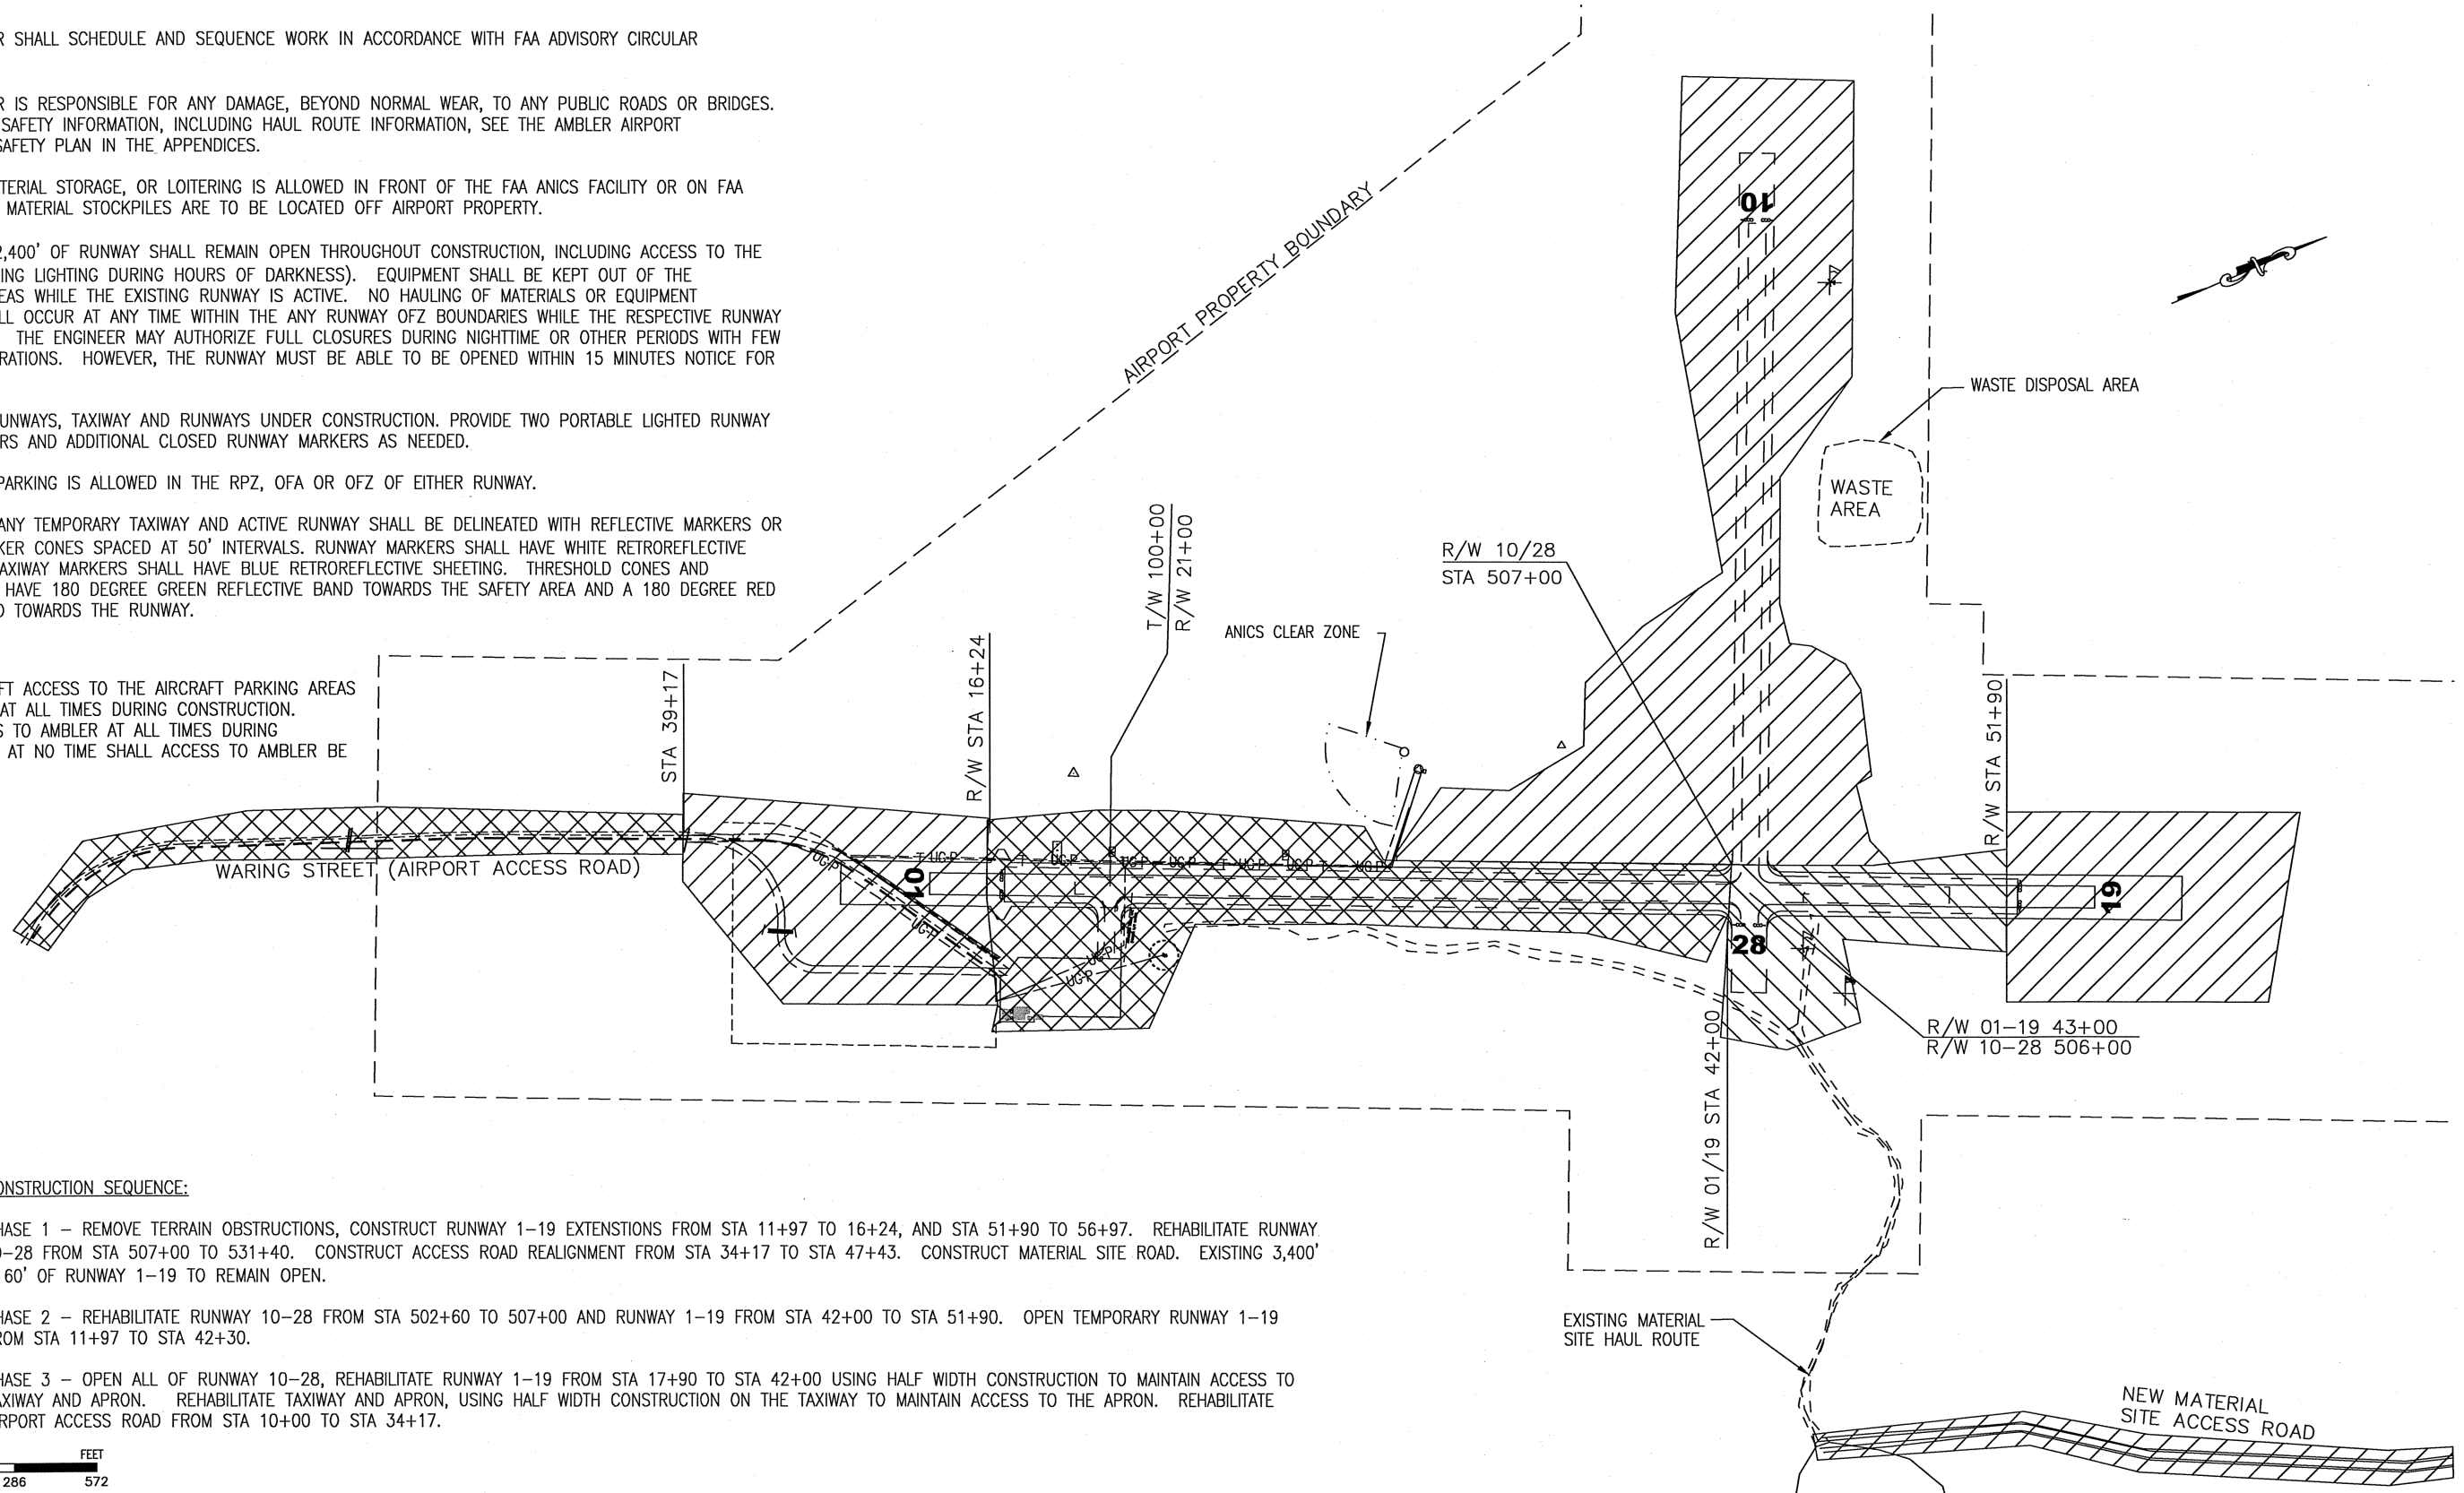 R SHALL SCHEDULE AND SEQUENCE WORK IN ACCORDANCE WITH FAA ADVISORY CIRCULAR
R IS RESPONSIBLE FOR ANY DAMAGE, BEYOND NORMAL WEAR, TO ANY PUBLIC ROADS OR BRIDGES.
SAFETY INFORMATION, INCLUDING HAUL ROUTE INFORMATION, SEE THE AMBLER AIRPORT
SAFETY PLAN IN THE APPENDICES.
TERIAL STORAGE, OR LOITERING IS ALLOWED IN FRONT OF THE FAA ANICS FACILITY OR ON FAA
MATERIAL STOCKPILES ARE TO BE LOCATED OFF AIRPORT PROPERTY.
2,400' OF RUNWAY SHALL REMAIN OPEN THROUGHOUT CONSTRUCTION, INCLUDING ACCESS TO THE
ING LIGHTING DURING HOURS OF DARKNESS). EQUIPMENT SHALL BE KEPT OUT OF THE
EAS WHILE THE EXISTING RUNWAY IS ACTIVE. NO HAULING OF MATERIALS OR EQUIPMENT
LL OCCUR AT ANY TIME WITHIN THE ANY RUNWAY OFZ BOUNDARIES WHILE THE RESPECTIVE RUNWAY
THE ENGINEER MAY AUTHORIZE FULL CLOSURES DURING NIGHTTIME OR OTHER PERIODS WITH FEW
RATIONS. HOWEVER, THE RUNWAY MUST BE ABLE TO BE OPENED WITHIN 15 MINUTES NOTICE FOR
UNWAYS, TAXIWAY AND RUNWAYS UNDER CONSTRUCTION. PROVIDE TWO PORTABLE LIGHTED RUNWAY
RS AND ADDITIONAL CLOSED RUNWAY MARKERS AS NEEDED.
PARKING IS ALLOWED IN THE RPZ, OFA OR OFZ OF EITHER RUNWAY.
ANY TEMPORARY TAXIWAY AND ACTIVE RUNWAY SHALL BE DELINEATED WITH REFLECTIVE MARKERS OR
KER CONES SPACED AT 50' INTERVALS. RUNWAY MARKERS SHALL HAVE WHITE RETROREFLECTIVE
AXIWAY MARKERS SHALL HAVE BLUE RETROREFLECTIVE SHEETING. THRESHOLD CONES AND
HAVE 180 DEGREE GREEN REFLECTIVE BAND TOWARDS THE SAFETY AREA AND A 180 DEGREE RED
D TOWARDS THE RUNWAY.
FT ACCESS TO THE AIRCRAFT PARKING AREAS
AT ALL TIMES DURING CONSTRUCTION.
S TO AMBLER AT ALL TIMES DURING
AT NO TIME SHALL ACCESS TO AMBLER BE
AIRPORT PROPERTY BOUNDARY
10
N
WASTE DISPOSAL AREA
WASTE
AREA
R/W 10/28
STA 507+00
T/W 100+00
R/W 21+00
ANICS CLEAR ZONE
STA 39+17
R/W STA 16+24
R/W STA 51+90
WARING STREET (AIRPORT ACCESS ROAD)
UG-P
T UG-P
T
UG-P
UG-P
UG-P
T
UG-P
UG-P
T
UG-P
01
19
UG-P
UG-P
UG-P
28
R/W 01-19 43+00
R/W 10-28 506+00
R/W 01/19 STA 42+00
ONSTRUCTION SEQUENCE:
HASE 1 – REMOVE TERRAIN OBSTRUCTIONS, CONSTRUCT RUNWAY 1-19 EXTENSTIONS FROM STA 11+97 TO 16+24, AND STA 51+90 TO 56+97. REHABILITATE RUNWAY
0-28 FROM STA 507+00 TO 531+40. CONSTRUCT ACCESS ROAD REALIGNMENT FROM STA 34+17 TO STA 47+43. CONSTRUCT MATERIAL SITE ROAD. EXISTING 3,400'
60' OF RUNWAY 1-19 TO REMAIN OPEN.
HASE 2 – REHABILITATE RUNWAY 10-28 FROM STA 502+60 TO 507+00 AND RUNWAY 1-19 FROM STA 42+00 TO STA 51+90. OPEN TEMPORARY RUNWAY 1-19
ROM STA 11+97 TO STA 42+30.
HASE 3 – OPEN ALL OF RUNWAY 10-28, REHABILITATE RUNWAY 1-19 FROM STA 17+90 TO STA 42+00 USING HALF WIDTH CONSTRUCTION TO MAINTAIN ACCESS TO
AXIWAY AND APRON. REHABILITATE TAXIWAY AND APRON, USING HALF WIDTH CONSTRUCTION ON THE TAXIWAY TO MAINTAIN ACCESS TO THE APRON. REHABILITATE
IRPORT ACCESS ROAD FROM STA 10+00 TO STA 34+17.
EXISTING MATERIAL
SITE HAUL ROUTE
NEW MATERIAL
SITE ACCESS ROAD
FEET
286 572